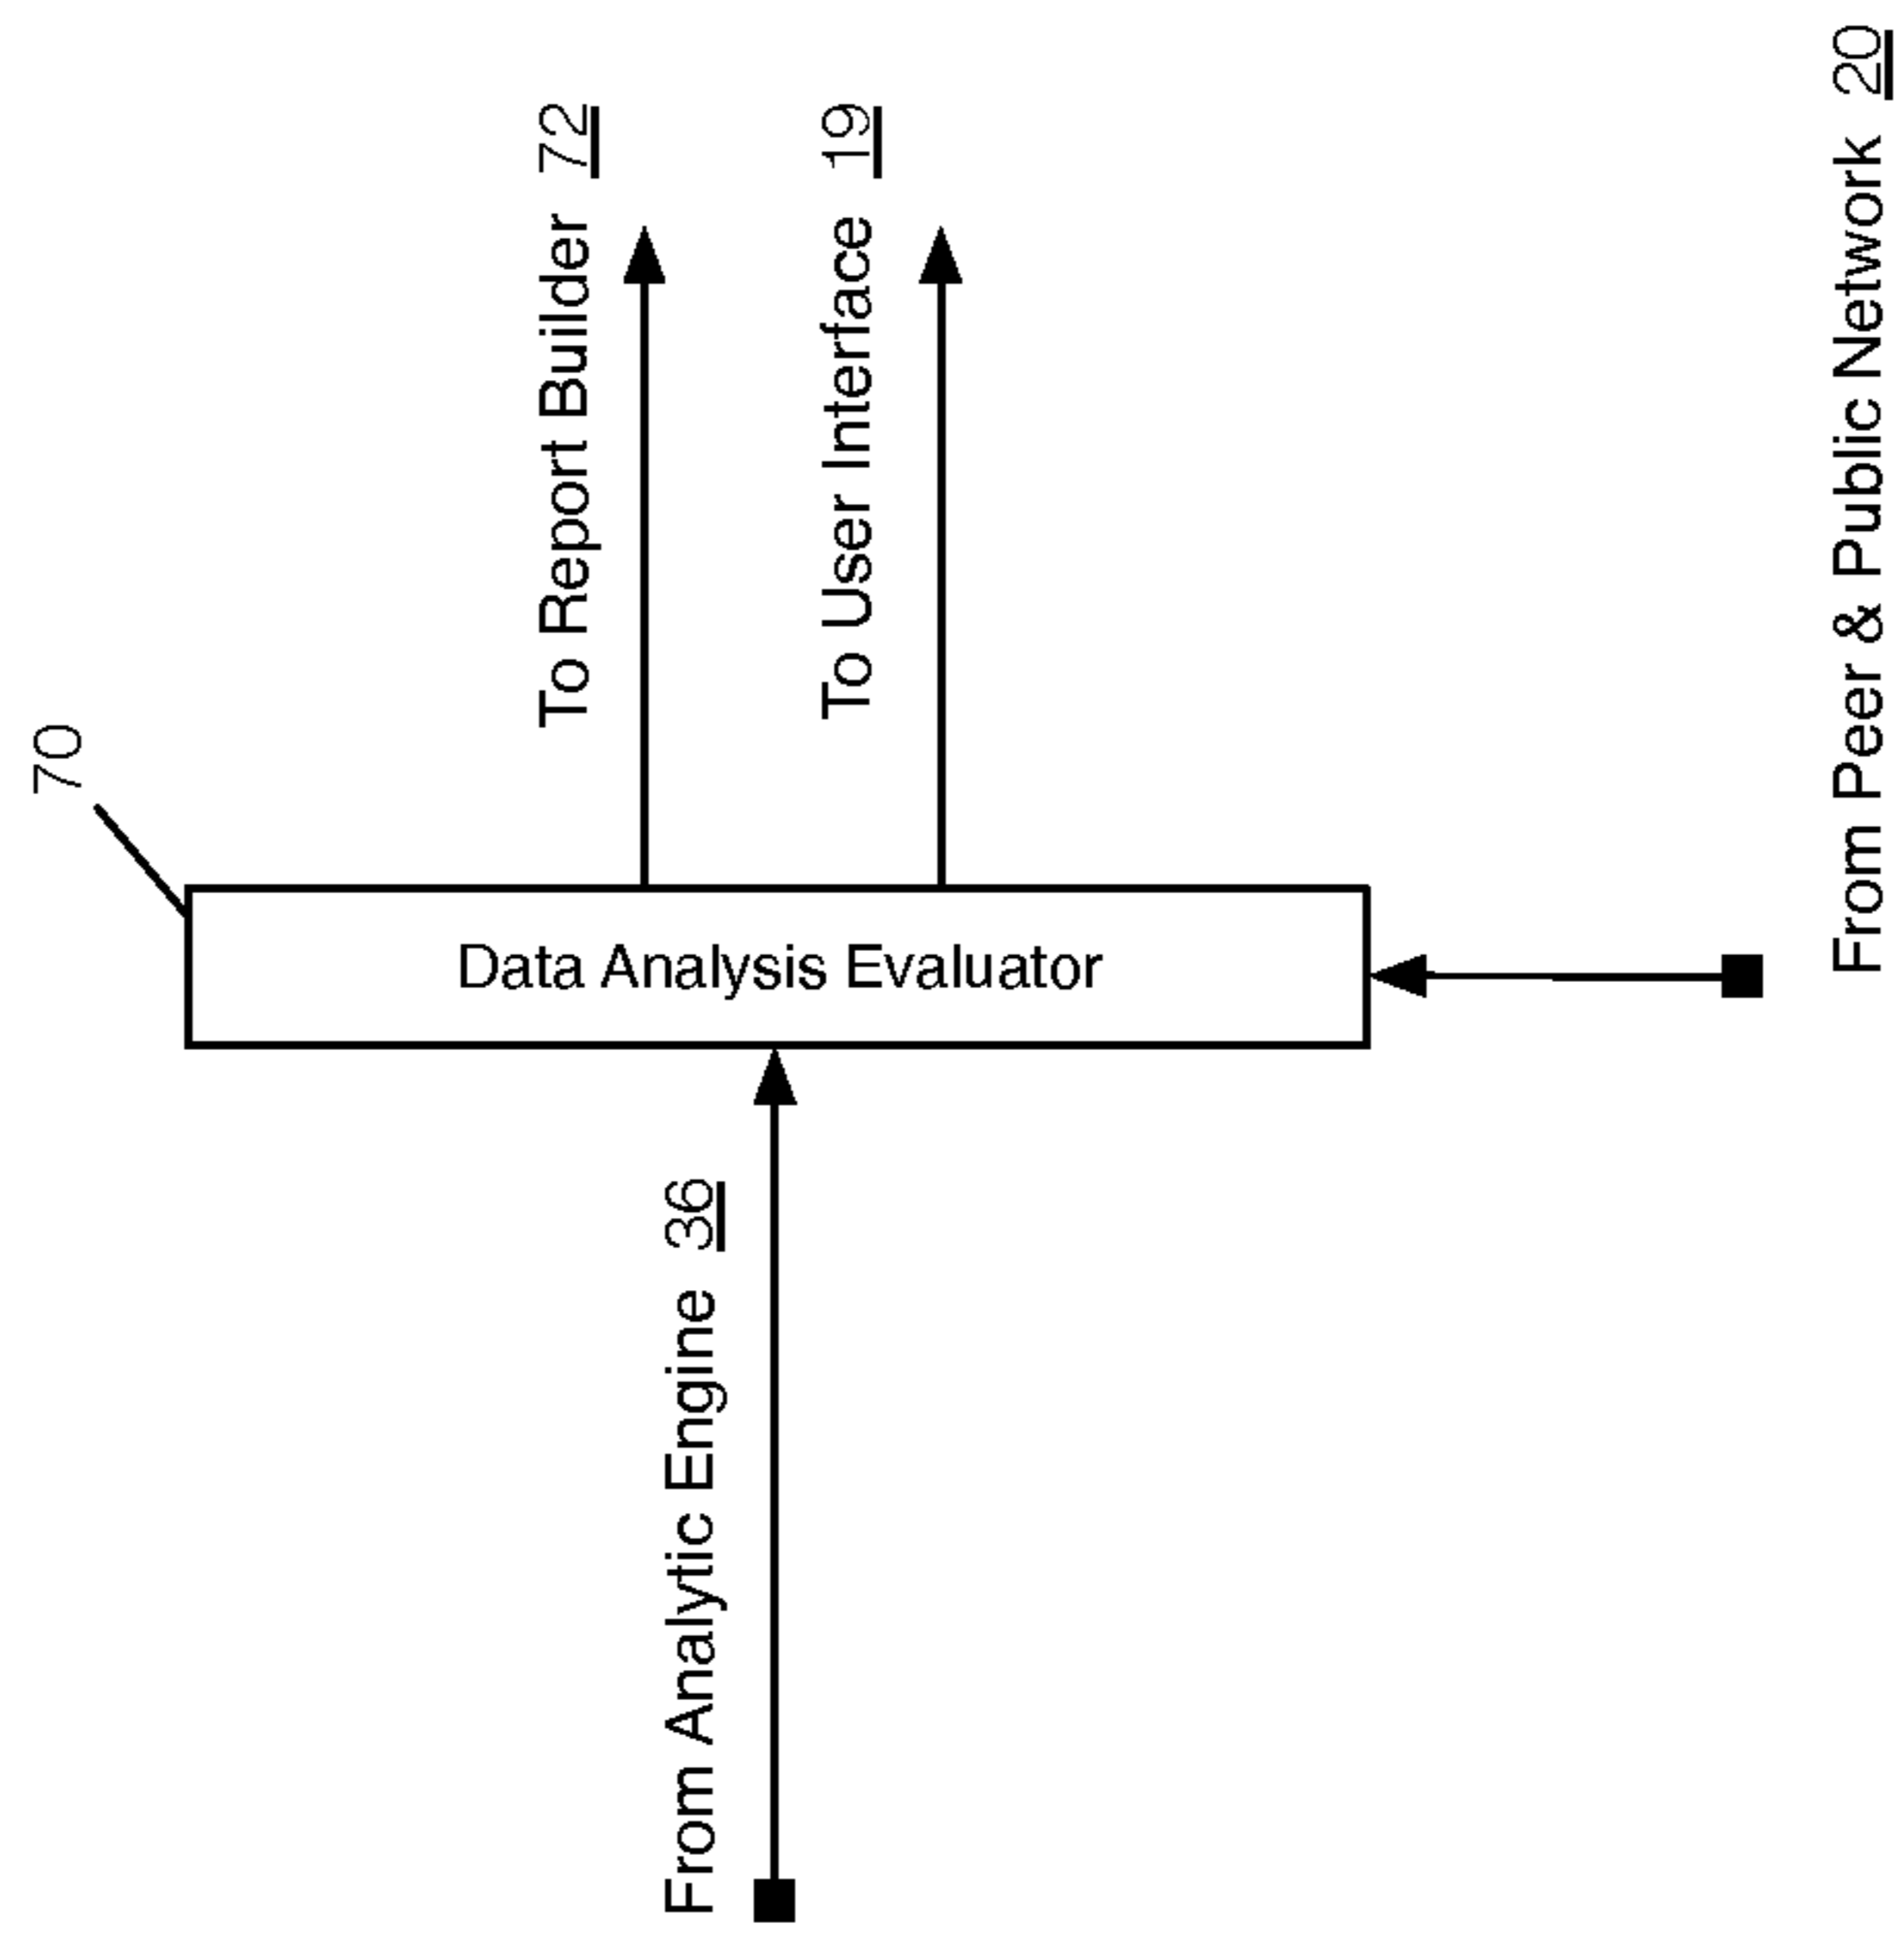 70
To Report Builder 72
To User Interface 19
Data Analysis Evaluator
From Analytic Engine 36
From Peer & Public Network 20